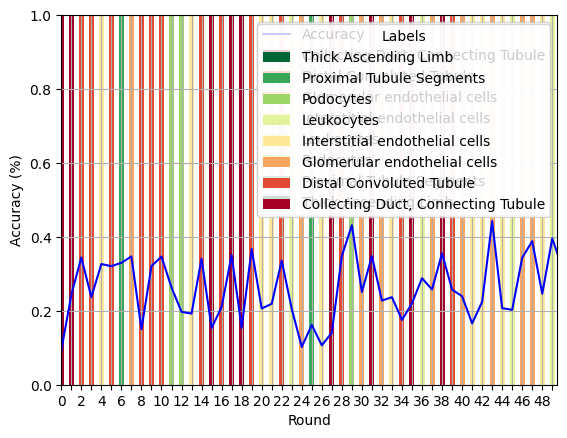 1.0
0.8
0.6
0.4
0.2
0.0
Accuracy (%)
Accuracy
Labels
Thick Ascending Limb
Proximal Tubule Segments
Podocytes
Leukocytes
Interstitial endothelial cells
Glomerular endothelial cells
Distal Convoluted Tubule
Collecting Duct, Connecting Tubule
0 2 4 6 8 10 12 14 16 18 20 22 24 26 28 30 32 34 36 38 40 42 44 46 48
Round